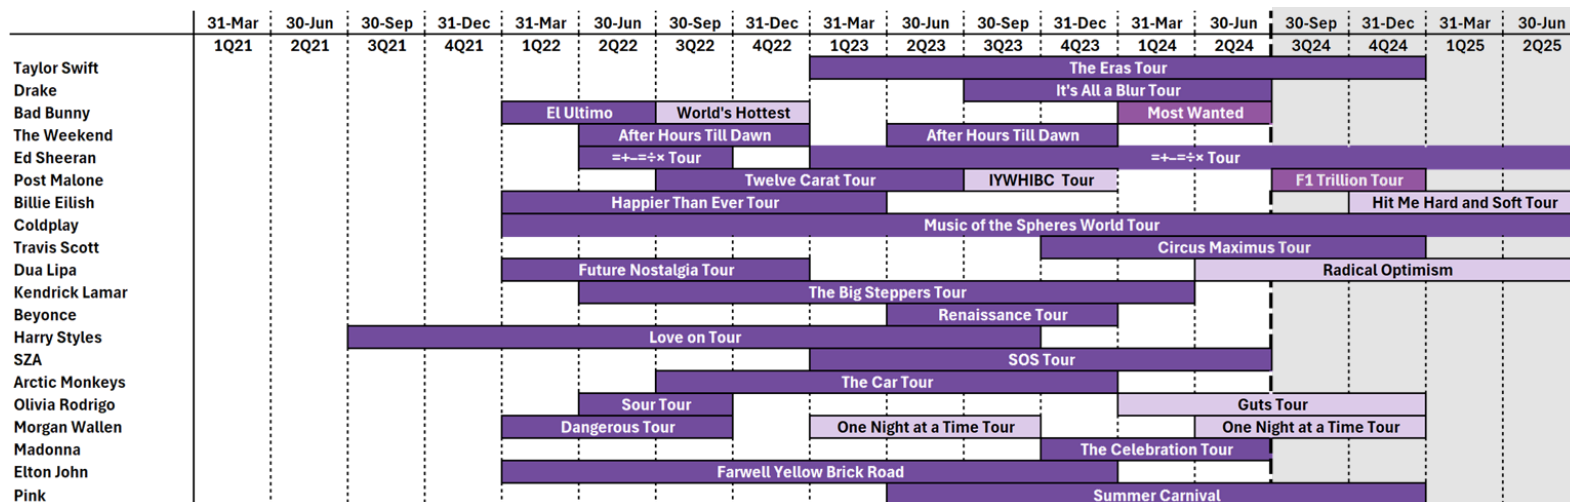 31-Mar 30-Jun 30-Sep 31-Dec 31-Mar 30-Jun 30-Sep 31-Dec 31-Mar 30-Jun 30-Sep 31-Dec 31-Mar 30-Jun 30-Sep 31-Dec 31-Mar 30-Jun
1Q21 2Q21 3Q21 4Q21 1Q22 2Q22 3Q22 4Q22 1Q23 2Q23 3Q23 4Q23 1Q24 2Q24 3Q24 4Q24 1Q25 2Q25
Taylor Swift The Eras Tour
Drake It's All a Blur Tour
Bad Bunny El Ultimo World's Hottest Most Wanted
The Weekend After Hours Till Dawn After Hours Till Dawn
Ed Sheeran =+–=÷× Tour =+–=÷× Tour
Post Malone Twelve Carat Tour IYWHIBC Tour F1 Trillion Tour
Billie Eilish Happier Than Ever Tour Hit Me Hard and Soft Tour
Coldplay Music of the Spheres World Tour
Travis Scott Circus Maximus Tour
Dua Lipa Future Nostalgia Tour Radical Optimism
Kendrick Lamar The Big Steppers Tour
Beyonce Renaissance Tour
Harry Styles Love on Tour
SZA SOS Tour
Arctic Monkeys The Car Tour
Olivia Rodrigo Sour Tour Guts Tour
Morgan Wallen Dangerous Tour One Night at a Time Tour One Night at a Time Tour
Madonna The Celebration Tour
Elton John Farwell Yellow Brick Road
Pink Summer Carnival